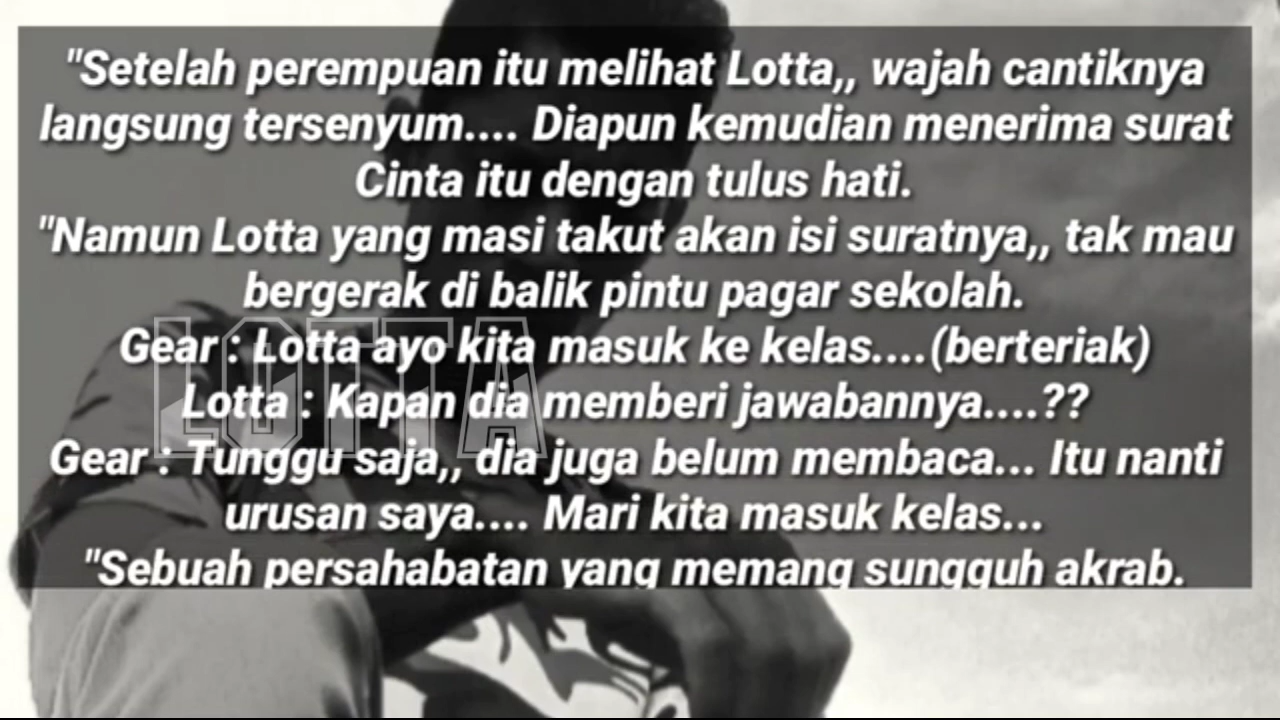 "Setelah perempuan itu melihat Lotta,, wajah cantiknya
langsung tersenyum.... Diapun kemudian menerima surat
Cinta itu dengan tulus hati.
"Namun Lotta yang masi takut akan isi suratnya,, tak mau
bergerak di balik pintu pagar sekolah.
Gear : Lotta ayo kita masuk ke kelas....(berteriak)
Lotta : Kapan dia memberi jawabannya....??
Gear : Tunggu saja,, dia juga belum membaca... Itu nanti
urusan saya.... Mari kita masuk kelas...
"Sebuah persahabatan yang memang sungguh akrab.
LOTTA